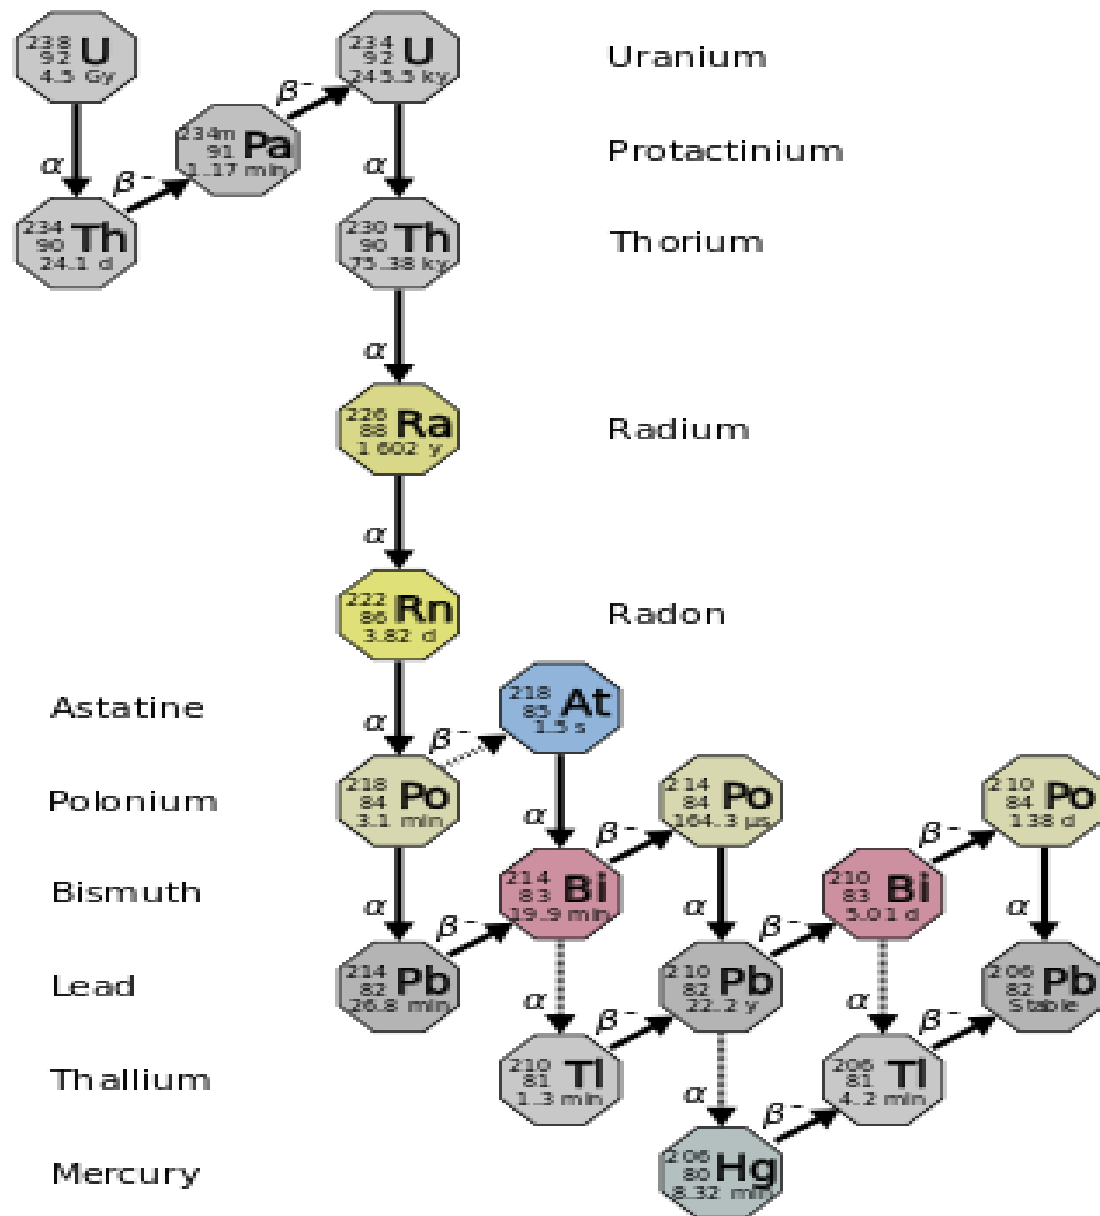 238 92 U 4.5 Gy
234 92 U 245.5 ky
Uranium
β⁻
234m 91 Pa 1.17 min
Protactinium
α
β⁻
α
234 90 Th 24.1 d
230 90 Th 75.38 ky
Thorium
α
226 88 Ra 1 602 y
Radium
α
222 86 Rn 3.82 d
Radon
Astatine
218 85 At 1.5 s
α
β⁻
Polonium
218 84 Po 3.1 min
214 84 Po 164.3 µs
210 84 Po 138 d
α
β⁻
β⁻
Bismuth
214 83 Bi 19.9 min
210 83 Bi 5.01 d
α
β⁻
α
β⁻
α
Lead
214 82 Pb 26.8 min
210 82 Pb 22.2 y
206 82 Pb Stable
α
β⁻
α
β⁻
Thallium
210 81 Tl 1.3 min
206 81 Tl 4.2 min
α
β⁻
Mercury
206 80 Hg 8.32 min